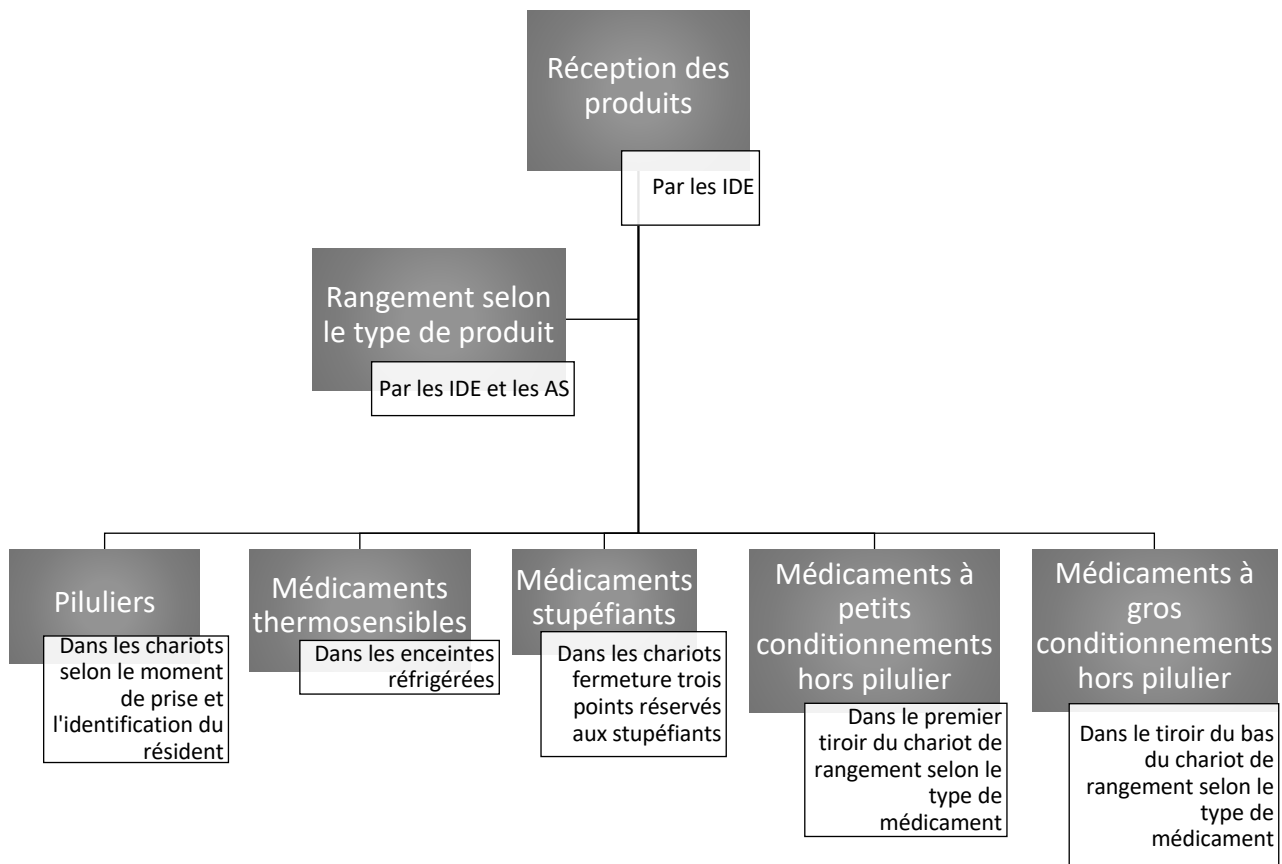 Réception des
produits
Par les IDE
Rangement selon
le type de produit
Par les IDE et les AS
Piluliers
Dans les chariots
selon le moment
de prise et
l'identification du
résident
Médicaments
thermosensibles
Dans les enceintes
réfrigérées
Médicaments
stupéfiants
Dans les chariots
fermeture trois
points réservés
aux stupéfiants
Médicaments à
petits
conditionnements
hors pilulier
Dans le premier
tiroir du chariot de
rangement selon le
type de
médicament
Médicaments à
gros
conditionnements
hors pilulier
Dans le tiroir du bas
du chariot de
rangement selon le
type de
médicament